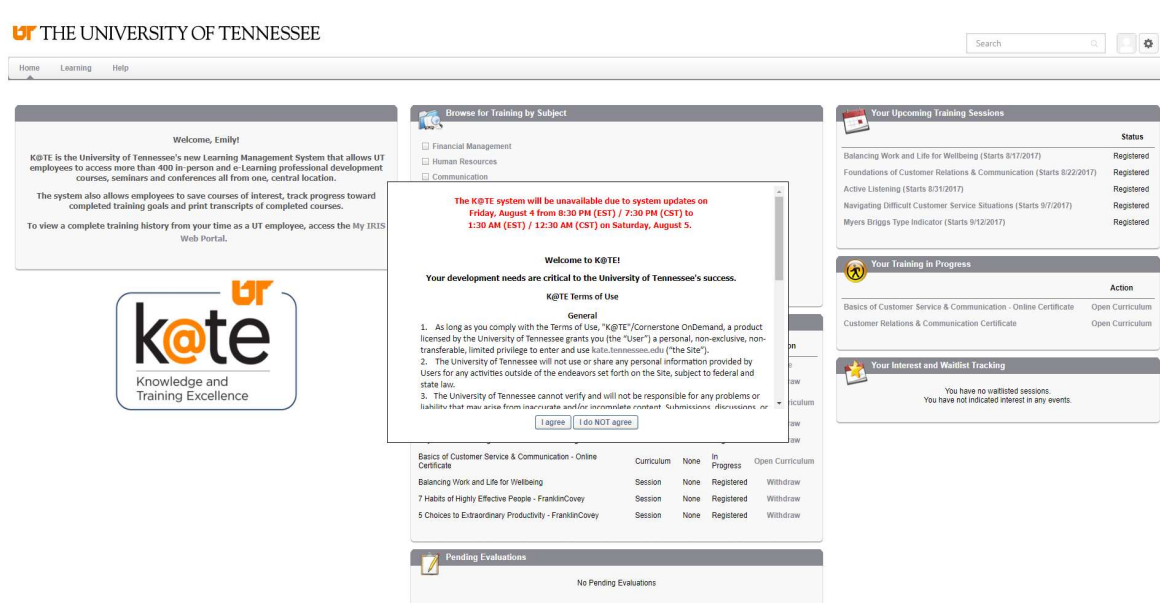 UT THE UNIVERSITY OF TENNESSEE
Search
Home Learning Help
Welcome, Emily!
K@TE is the University of Tennessee's new Learning Management System that allows UT
employees to access more than 400 in-person and e-Learning professional development
courses, seminars and conferences all from one, central location.
The system also allows employees to save courses of interest, track progress toward
completed training goals and print transcripts of completed courses.
To view a complete training history from your time as a UT employee, access the My IRIS
Web Portal.
UT
k@te
Knowledge and
Training Excellence
Browse for Training by Subject
Financial Management
Human Resources
Communication
The K@TE system will be unavailable due to system updates on
Friday, August 4 from 8:30 PM (EST) / 7:30 PM (CST) to
1:30 AM (EST) / 12:30 AM (CST) on Saturday, August 5.
Welcome to K@TE!
Your development needs are critical to the University of Tennessee's success.
K@TE Terms of Use
General
1. As long as you comply with the Terms of Use, "K@TE"/Cornerstone OnDemand, a product
licensed by the University of Tennessee grants you (the "User") a personal, non-exclusive, non-
transferable, limited privilege to enter and use kate.tennessee.edu ("the Site").
2. The University of Tennessee will not use or share any personal information provided by
Users for any activities outside of the endeavors set forth on the Site, subject to federal and
state law.
3. The University of Tennessee cannot verify and will not be responsible for any problems or
liability that may arise from inaccurate and/or incomplete content. Submissions, discussions, or
I agree I do NOT agree
Basics of Customer Service & Communication - Online
Certificate Curriculum None In Progress Open Curriculum
Balancing Work and Life for Wellbeing Session None Registered Withdraw
7 Habits of Highly Effective People - FranklinCovey Session None Registered Withdraw
5 Choices to Extraordinary Productivity - FranklinCovey Session None Registered Withdraw
Pending Evaluations
No Pending Evaluations
Your Upcoming Training Sessions
Status
Balancing Work and Life for Wellbeing (Starts 8/17/2017) Registered
Foundations of Customer Relations & Communication (Starts 8/22/2017) Registered
Active Listening (Starts 8/31/2017) Registered
Navigating Difficult Customer Service Situations (Starts 9/7/2017) Registered
Myers Briggs Type Indicator (Starts 9/12/2017) Registered
Your Training in Progress
Action
Basics of Customer Service & Communication - Online Certificate Open Curriculum
Customer Relations & Communication Certificate Open Curriculum
Your Interest and Waitlist Tracking
You have no waitlisted sessions.
You have not indicated interest in any events.